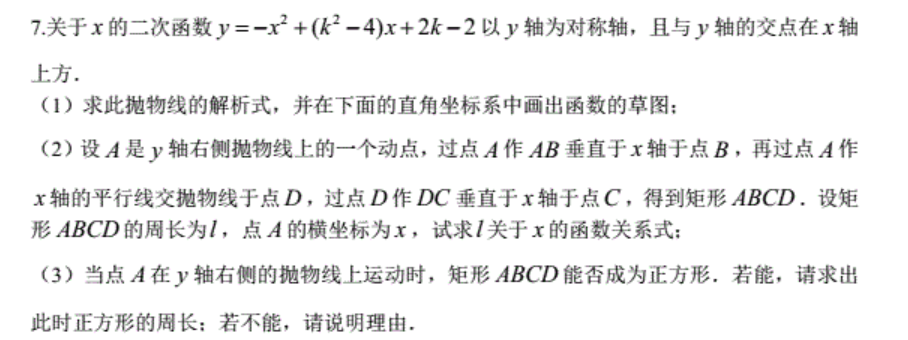 7.关于 x 的二次函数 y=−x²+(k²−4)x+2k−2 以 y 轴为对称轴，且与 y 轴的交点在 x 轴
上方．
（1）求此抛物线的解析式，并在下面的直角坐标系中画出函数的草图；
（2）设 A 是 y 轴右侧抛物线上的一个动点，过点 A 作 AB 垂直于 x 轴于点 B，再过点 A 作
x 轴的平行线交抛物线于点 D，过点 D 作 DC 垂直于 x 轴于点 C，得到矩形 ABCD．设矩
形 ABCD 的周长为 l，点 A 的横坐标为 x，试求 l 关于 x 的函数关系式；
（3）当点 A 在 y 轴右侧的抛物线上运动时，矩形 ABCD 能否成为正方形．若能，请求出
此时正方形的周长；若不能，请说明理由．